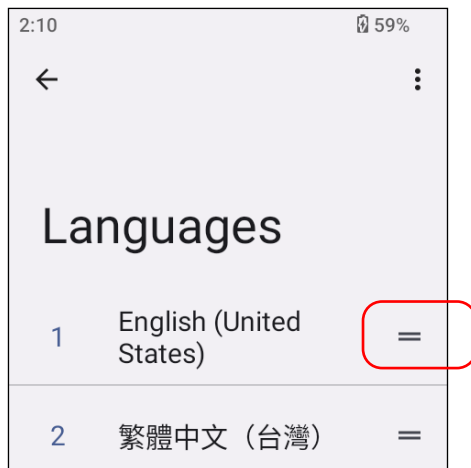 2:10 59%
Languages
1 English (United
States)
2 繁體中文（台灣）